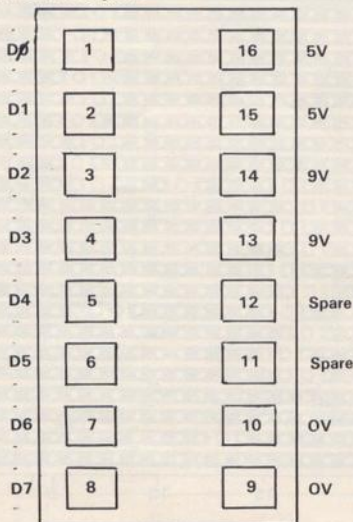 D0 1 16 5V
D1 2 15 5V
D2 3 14 9V
D3 4 13 9V
D4 5 12 Spare
D5 6 11 Spare
D6 7 10 OV
D7 8 9 OV